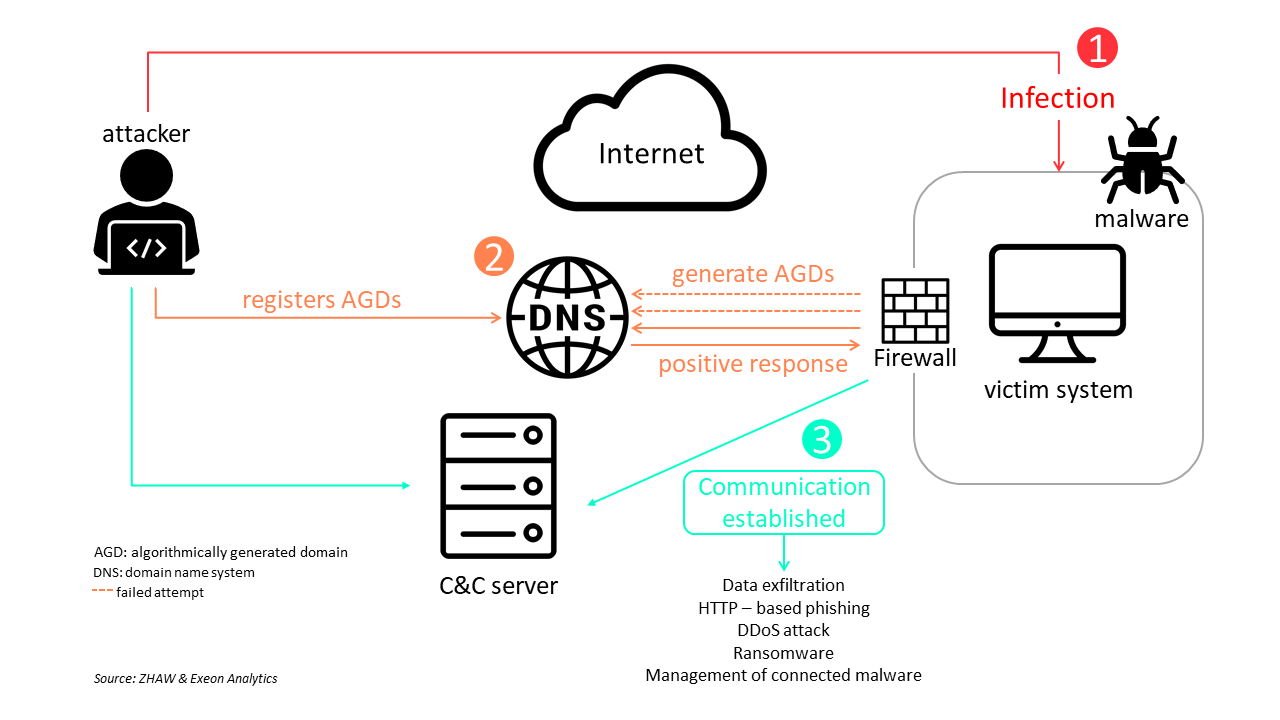 1
Infection
attacker
Internet
malware
</>
2
DNS
registers AGDs
generate AGDs
positive response
Firewall
victim system
3
Communication
established
C&C server
Data exfiltration
HTTP – based phishing
DDoS attack
Ransomware
Management of connected malware
AGD: algorithmically generated domain
DNS: domain name system
failed attempt
Source: ZHAW & Exeon Analytics